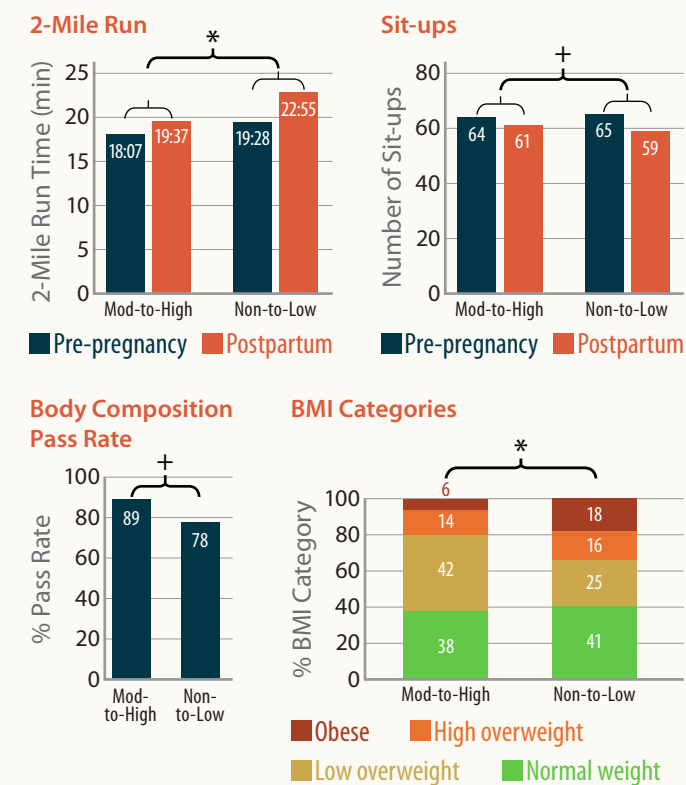 2-Mile Run
*
2-Mile Run Time (min)
25
20
15
10
5
0
18:07
19:37
19:28
22:55
Mod-to-High
Non-to-Low
Pre-pregnancy
Postpartum
Sit-ups
+
Number of Sit-ups
80
60
40
20
0
64
61
65
59
Mod-to-High
Non-to-Low
Pre-pregnancy
Postpartum
Body Composition
Pass Rate
+
% Pass Rate
100
80
60
40
20
0
89
78
Mod-
to-High
Non-
to-Low
BMI Categories
*
% BMI Category
100
80
60
40
20
0
6
14
42
38
18
16
25
41
Mod-to-High
Non-to-Low
Obese
High overweight
Low overweight
Normal weight